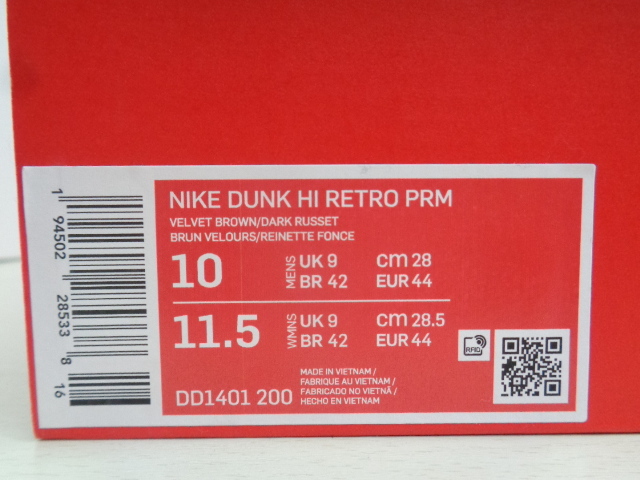 NIKE DUNK HI RETRO PRM
VELVET BROWN/DARK RUSSET
BRUN VELOURS/REINETTE FONCE
10 MENS UK 9 CM 28
BR 42 EUR 44
11.5 WMNS UK 9 CM 28.5
BR 42 EUR 44
DD1401 200
MADE IN VIETNAM /
FABRIQUE AU VIETNAM /
FABRICADO NO VIETNÃ /
HECHO EN VIETNAM
RFID
1 94502 28533 8 16